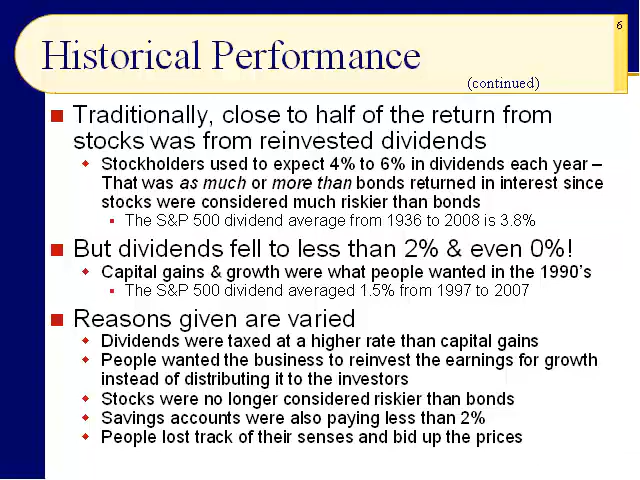 6
Historical Performance
(continued)
Traditionally, close to half of the return from
stocks was from reinvested dividends
Stockholders used to expect 4% to 6% in dividends each year –
That was as much or more than bonds returned in interest since
stocks were considered much riskier than bonds
The S&P 500 dividend average from 1936 to 2008 is 3.8%
But dividends fell to less than 2% & even 0%!
Capital gains & growth were what people wanted in the 1990's
The S&P 500 dividend averaged 1.5% from 1997 to 2007
Reasons given are varied
Dividends were taxed at a higher rate than capital gains
People wanted the business to reinvest the earnings for growth
instead of distributing it to the investors
Stocks were no longer considered riskier than bonds
Savings accounts were also paying less than 2%
People lost track of their senses and bid up the prices